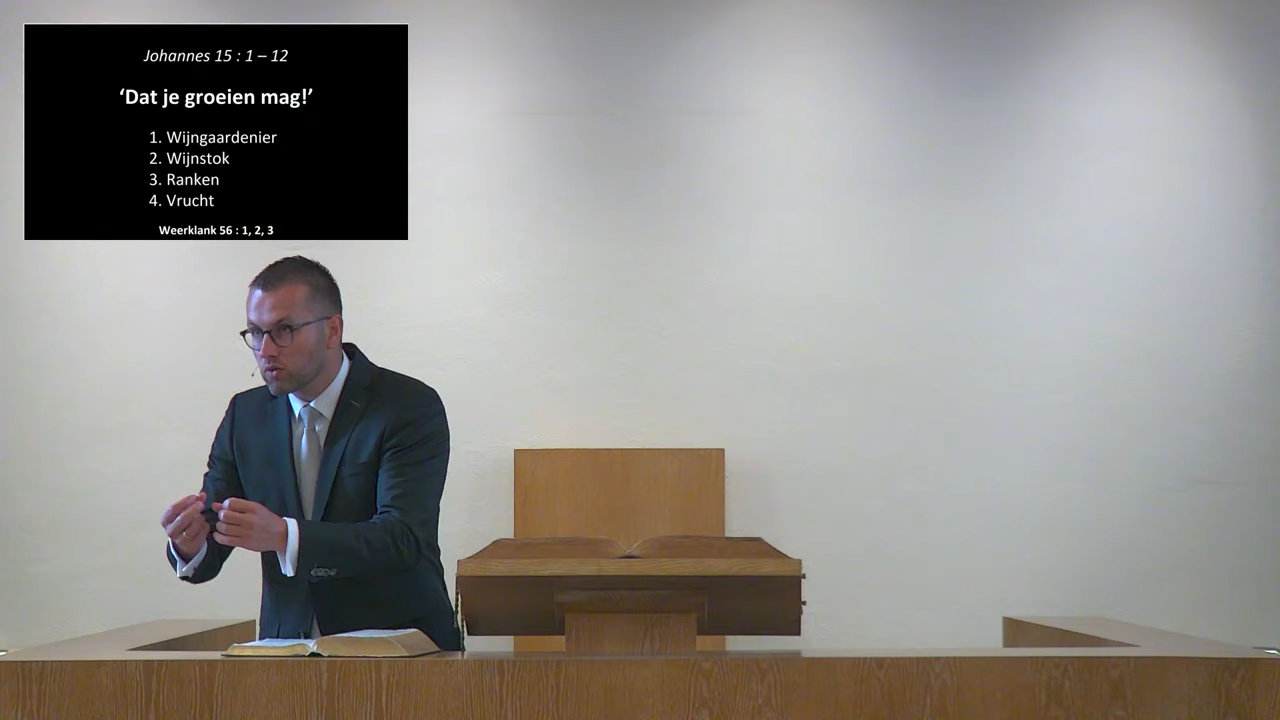 Johannes 15 : 1 – 12
‘Dat je groeien mag!’
1. Wijngaardenier
2. Wijnstok
3. Ranken
4. Vrucht
Weerklank 56 : 1, 2, 3